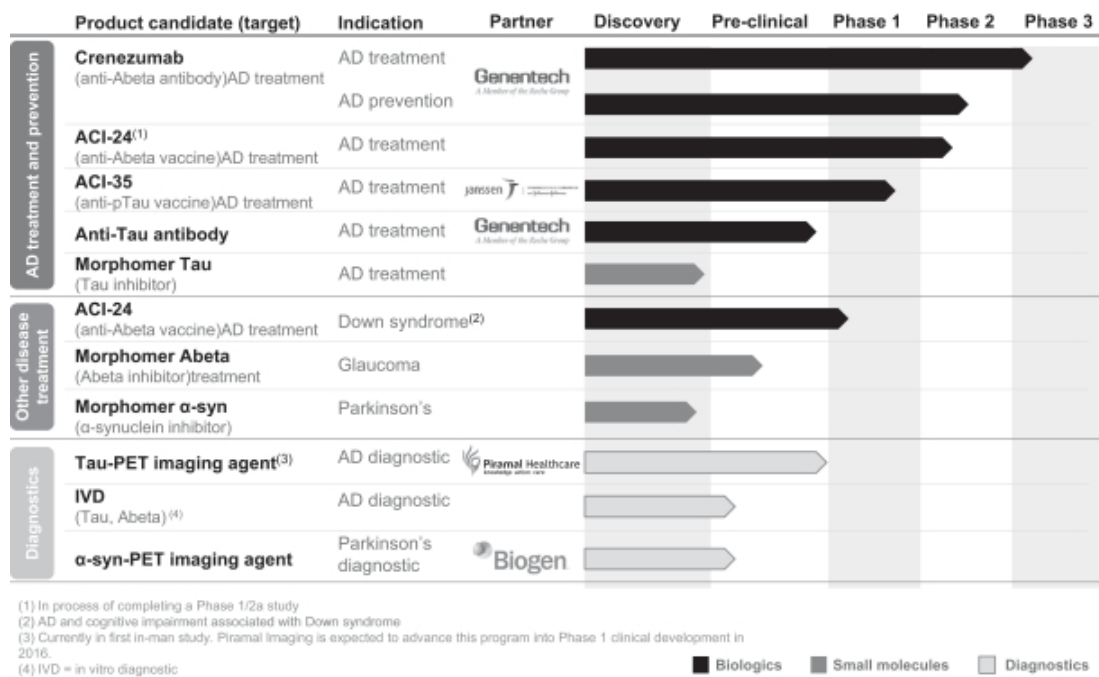 Product candidate (target) Indication Partner Discovery Pre-clinical Phase 1 Phase 2 Phase 3
AD treatment and prevention
Crenezumab
(anti-Abeta antibody)AD treatment
AD treatment
Genentech
A Member of the Roche Group
AD prevention
ACI-24(1)
(anti-Abeta vaccine)AD treatment
AD treatment
ACI-35
(anti-pTau vaccine)AD treatment
AD treatment
janssen
Anti-Tau antibody
AD treatment
Genentech
A Member of the Roche Group
Morphomer Tau
(Tau inhibitor)
AD treatment
Other disease
treatment
ACI-24
(anti-Abeta vaccine)AD treatment
Down syndrome(2)
Morphomer Abeta
(Abeta inhibitor)treatment
Glaucoma
Morphomer α-syn
(α-synuclein inhibitor)
Parkinson's
Diagnostics
Tau-PET imaging agent(3)
AD diagnostic
Piramal Healthcare
knowledge action care
IVD
(Tau, Abeta) (4)
AD diagnostic
α-syn-PET imaging agent
Parkinson's
diagnostic
Biogen
(1) In process of completing a Phase 1/2a study
(2) AD and cognitive impairment associated with Down syndrome
(3) Currently in first in-man study. Piramal Imaging is expected to advance this program into Phase 1 clinical development in
2016.
(4) IVD = in vitro diagnostic
Biologics Small molecules Diagnostics